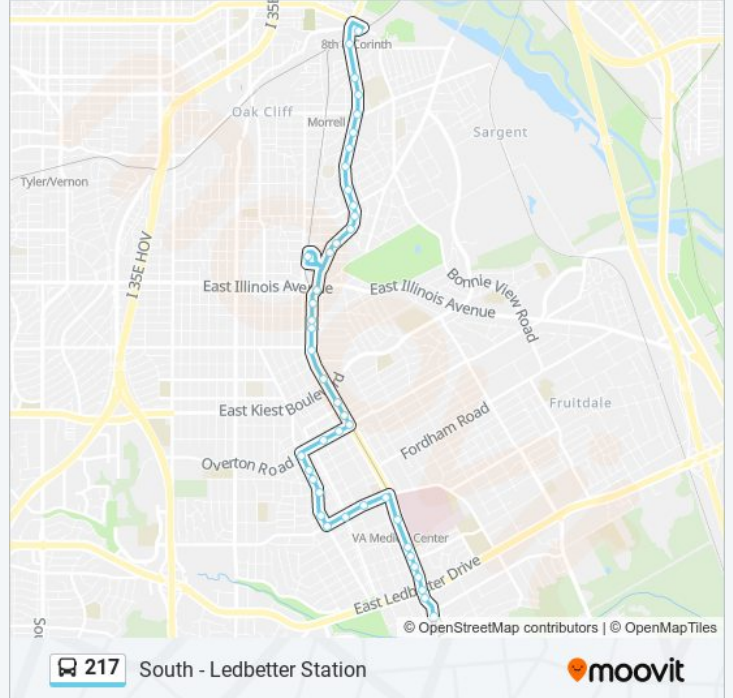 I 35E
8th & Corinth
Oak Cliff
Morrell
Sargent
Tyler/Vernon
I 35E HOV
East Illinois Avenue
East Illinois Avenue
Bonnie View Road
East Kiest Boulevard
Fruitdale
Fordham Road
Overton Road
VA Medical Center
East Ledbetter Drive
Sou
© OpenStreetMap contributors | © OpenMapTiles
217 South - Ledbetter Station
moovit